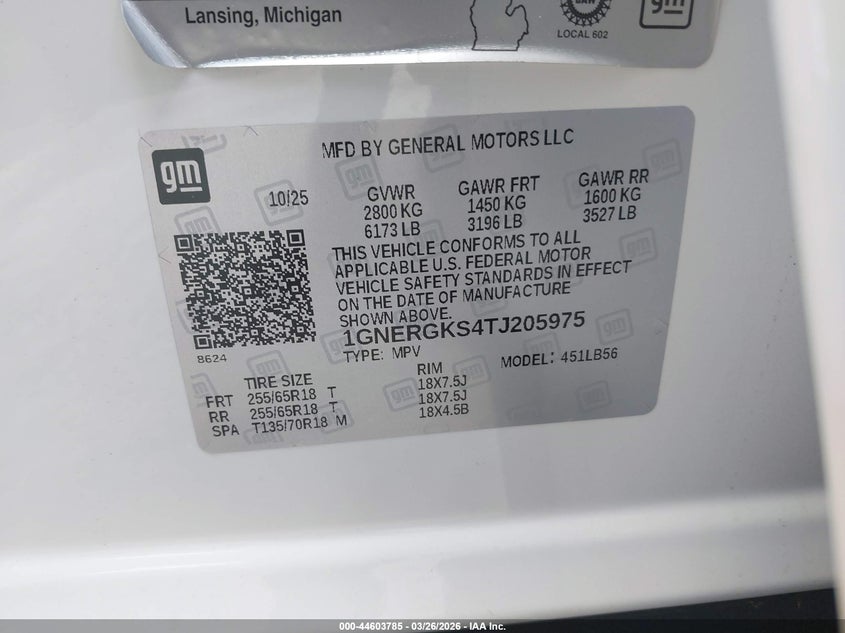 Lansing, Michigan
UAW
LOCAL 602
gm
gm
MFD BY GENERAL MOTORS LLC
10/25
GVWR
2800 KG
6173 LB
GAWR FRT
1450 KG
3196 LB
GAWR RR
1600 KG
3527 LB
THIS VEHICLE CONFORMS TO ALL
APPLICABLE U.S. FEDERAL MOTOR
VEHICLE SAFETY STANDARDS IN EFFECT
ON THE DATE OF MANUFACTURE
SHOWN ABOVE.
1GNERGKS4TJ205975
8624
TYPE: MPV
MODEL: 451LB56
TIRE SIZE
RIM
FRT 255/65R18 T 18X7.5J
RR 255/65R18 T 18X7.5J
SPA T135/70R18 M 18X4.5B
000-44603785 - 03/26/2026 - IAA Inc.